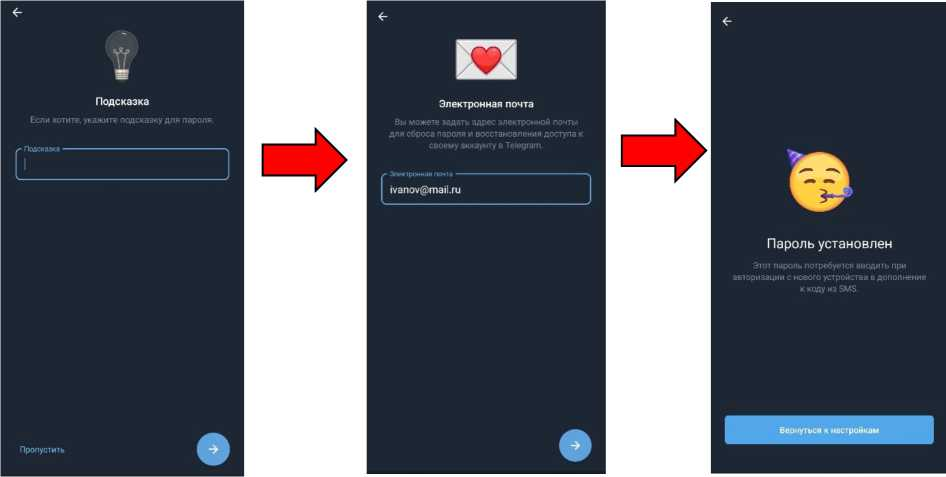 Подсказка
Если хотите, укажите подсказку для пароля.
Подсказка
Пропустить
Электронная почта
Вы можете задать адрес электронной почты
для сброса пароля и восстановления доступа к
своему аккаунту в Telegram.
Электронная почта
ivanov@mail.ru
Пароль установлен
Этот пароль потребуется вводить при
авторизации с нового устройства в дополнение
к коду из SMS.
Вернуться к настройкам